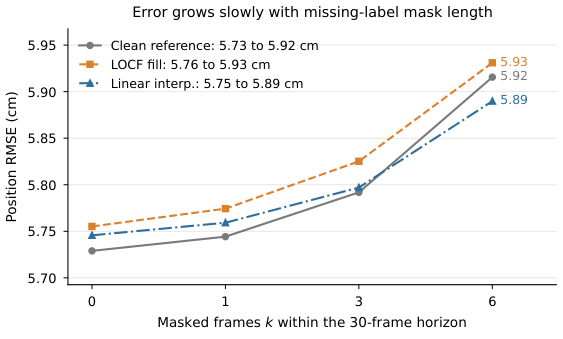 Error grows slowly with missing-label mask length
Clean reference: 5.73 to 5.92 cm
LOCF fill: 5.76 to 5.93 cm
Linear interp.: 5.75 to 5.89 cm
Position RMSE (cm)
5.95
5.90
5.85
5.80
5.75
5.70
5.93
5.92
5.89
0 1 3 6
Masked frames k within the 30-frame horizon